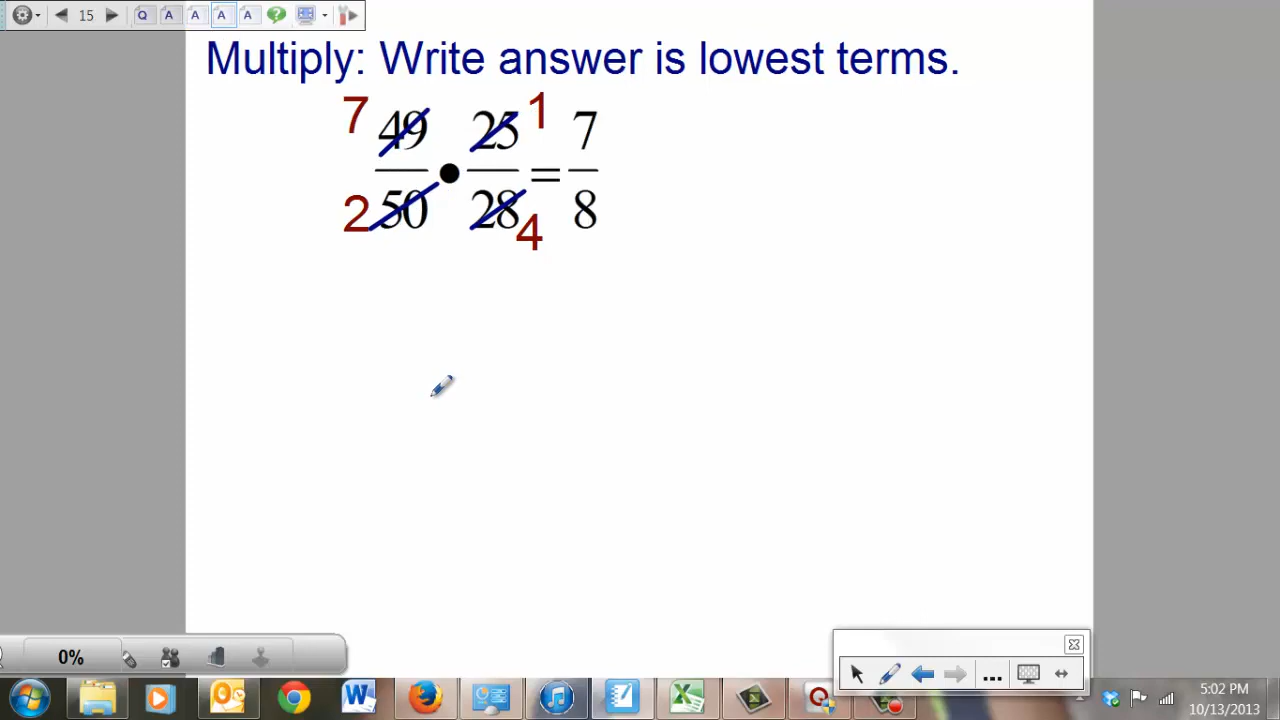 15 Q A A A A ?
Multiply: Write answer is lowest terms.
7 49 25 1 7
• =
2 50 28 4 8
0%
...
5:02 PM
10/13/2013